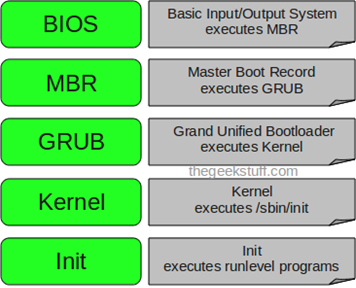 BIOS
Basic Input/Output System
executes MBR
MBR
Master Boot Record
executes GRUB
GRUB
Grand Unified Bootloader
executes Kernel
thegeekstuff.com
Kernel
Kernel
executes /sbin/init
Init
Init
executes runlevel programs